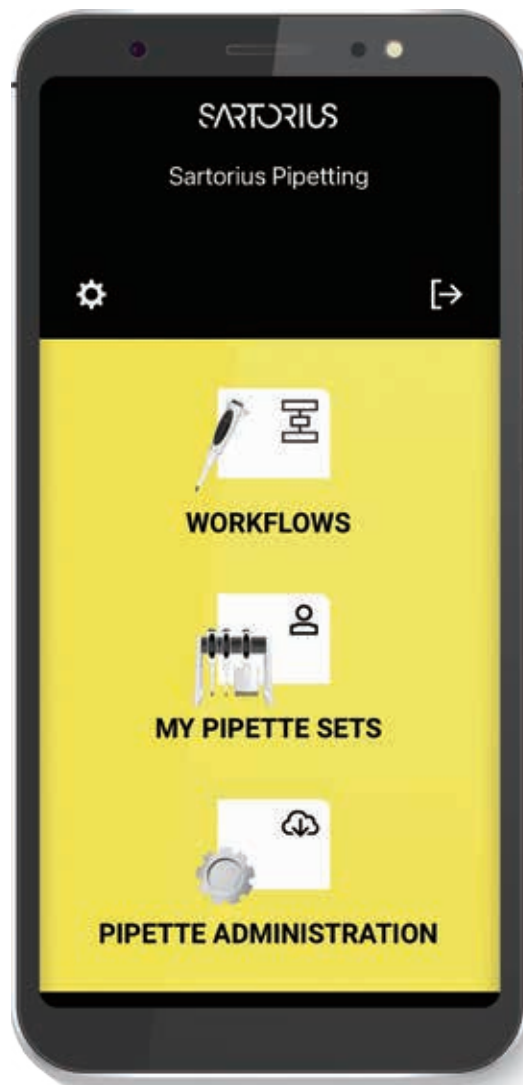 SARTORIUS
Sartorius Pipetting
WORKFLOWS
MY PIPETTE SETS
PIPETTE ADMINISTRATION